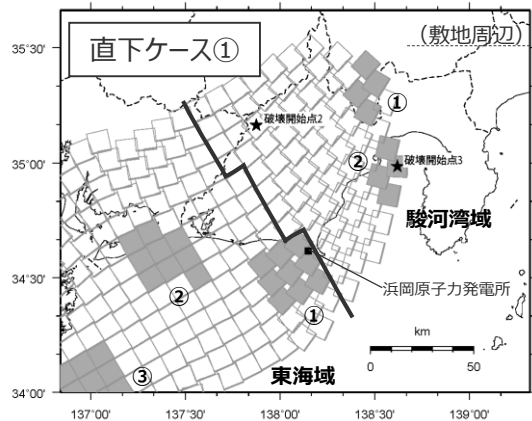 直下ケース①
（敷地周辺）
35°30'
35°00'
34°30'
34°00'
★破壊開始点2
①
②
★破壊開始点3
駿河湾域
浜岡原子力発電所
②
①
③
東海域
km
0 50
137°00' 137°30' 138°00' 138°30' 139°00'